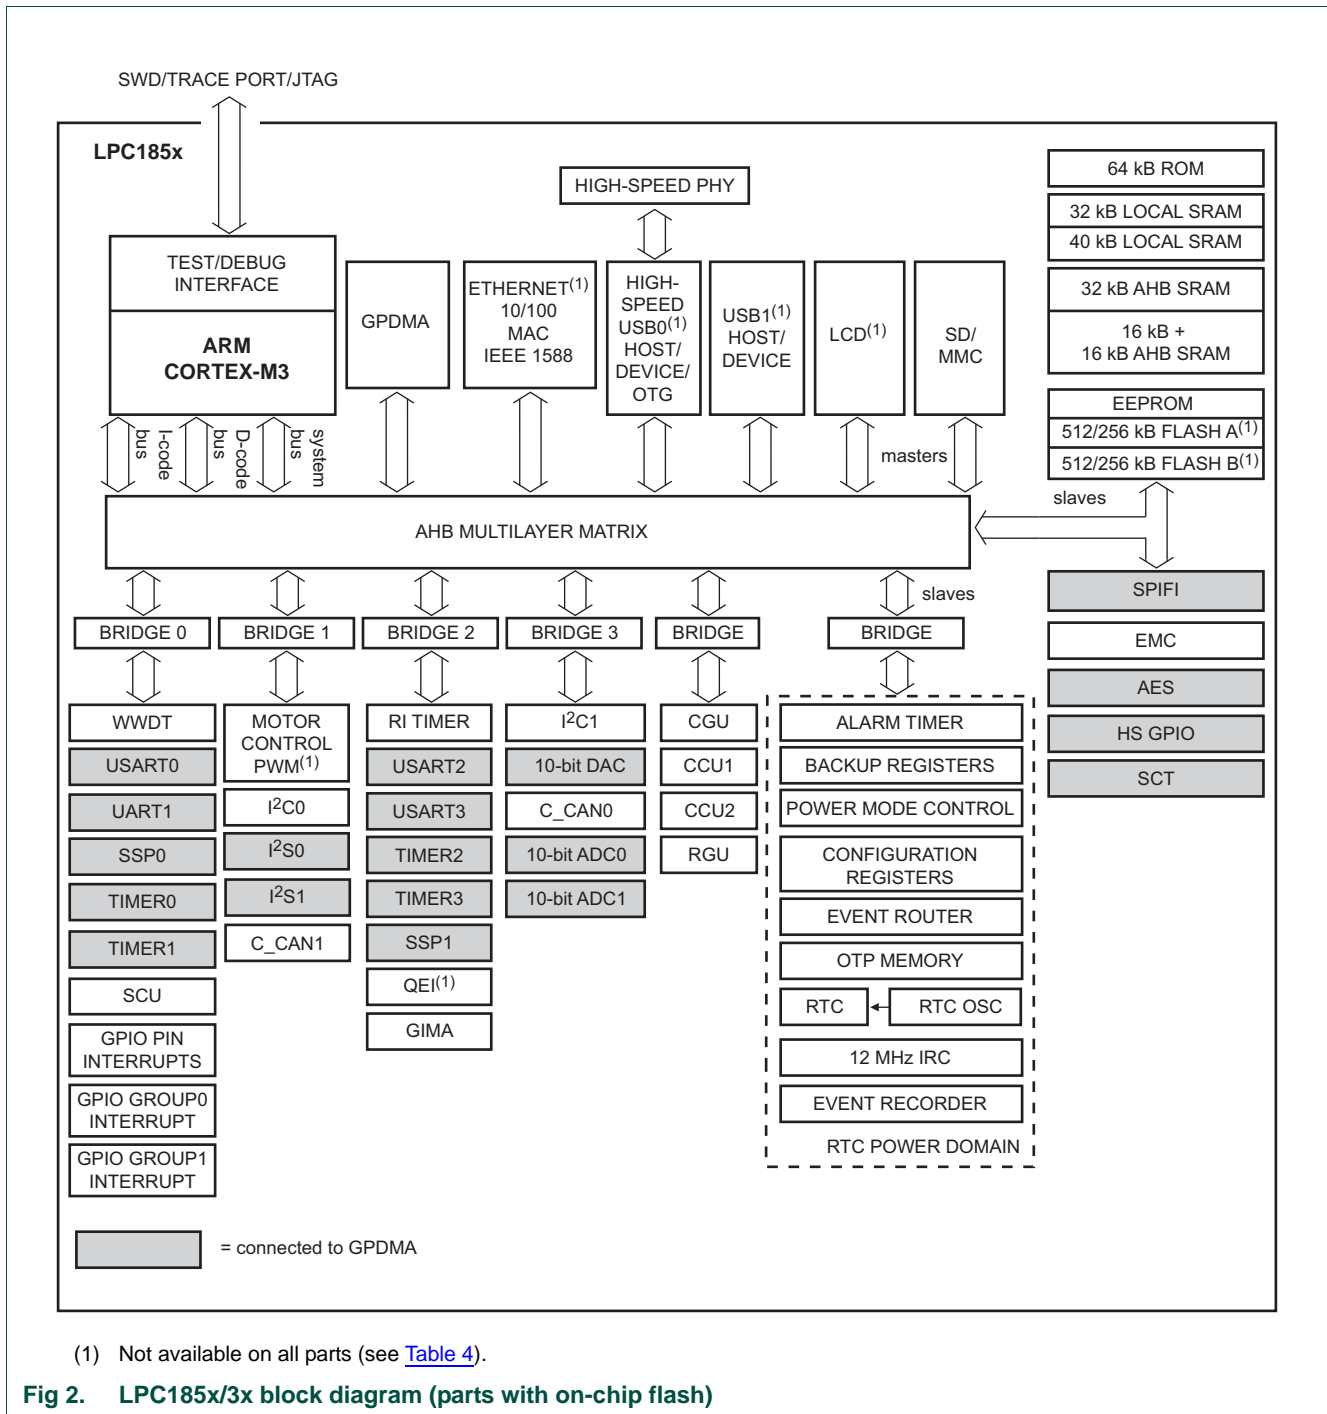 SWD/TRACE PORT/JTAG
LPC185x
HIGH-SPEED PHY
TEST/DEBUG
INTERFACE
ARM
CORTEX-M3
GPDMA
ETHERNET(1)
10/100
MAC
IEEE 1588
HIGH-
SPEED
USB0(1)
HOST/
DEVICE/
OTG
USB1(1)
HOST/
DEVICE
LCD(1)
SD/
MMC
64 kB ROM
32 kB LOCAL SRAM
40 kB LOCAL SRAM
32 kB AHB SRAM
16 kB +
16 kB AHB SRAM
EEPROM
512/256 kB FLASH A(1)
512/256 kB FLASH B(1)
I-code
bus
D-code
bus
system
bus
masters
slaves
AHB MULTILAYER MATRIX
slaves
BRIDGE 0
BRIDGE 1
BRIDGE 2
BRIDGE 3
BRIDGE
BRIDGE
SPIFI
EMC
AES
HS GPIO
SCT
WWDT
USART0
UART1
SSP0
TIMER0
TIMER1
SCU
GPIO PIN
INTERRUPTS
GPIO GROUP0
INTERRUPT
GPIO GROUP1
INTERRUPT
MOTOR
CONTROL
PWM(1)
I2C0
I2S0
I2S1
C_CAN1
RI TIMER
USART2
USART3
TIMER2
TIMER3
SSP1
QEI(1)
GIMA
I2C1
10-bit DAC
C_CAN0
10-bit ADC0
10-bit ADC1
CGU
CCU1
CCU2
RGU
ALARM TIMER
BACKUP REGISTERS
POWER MODE CONTROL
CONFIGURATION
REGISTERS
EVENT ROUTER
OTP MEMORY
RTC
RTC OSC
12 MHz IRC
EVENT RECORDER
RTC POWER DOMAIN
= connected to GPDMA
(1) Not available on all parts (see Table 4).
Fig 2. LPC185x/3x block diagram (parts with on-chip flash)